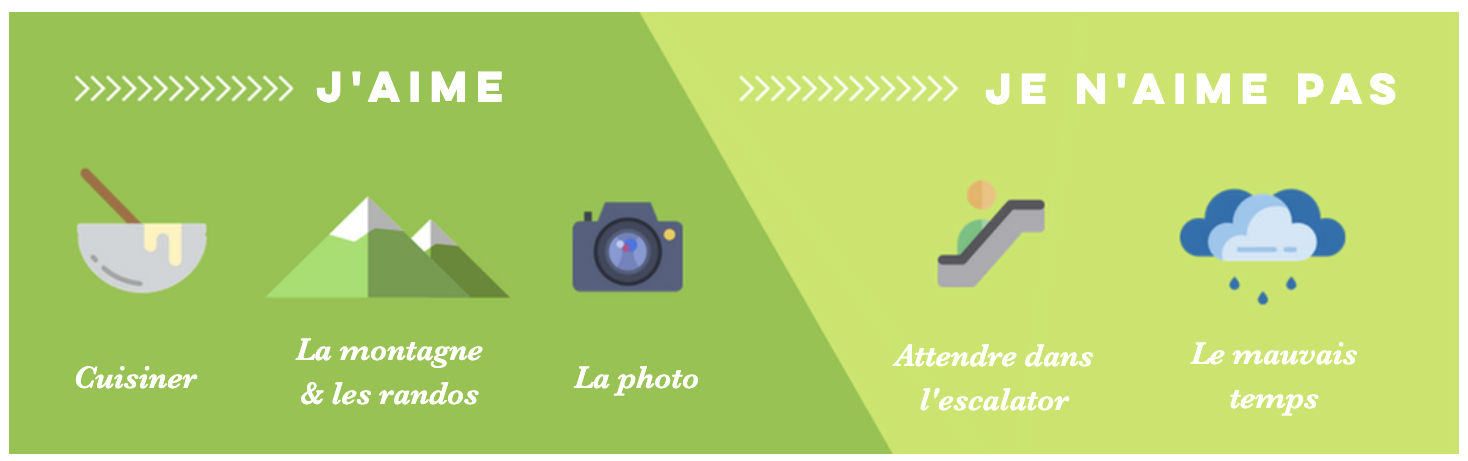 J'AIME
Cuisiner
La montagne
& les randos
La photo
JE N'AIME PAS
Attendre dans
l'escalator
Le mauvais
temps